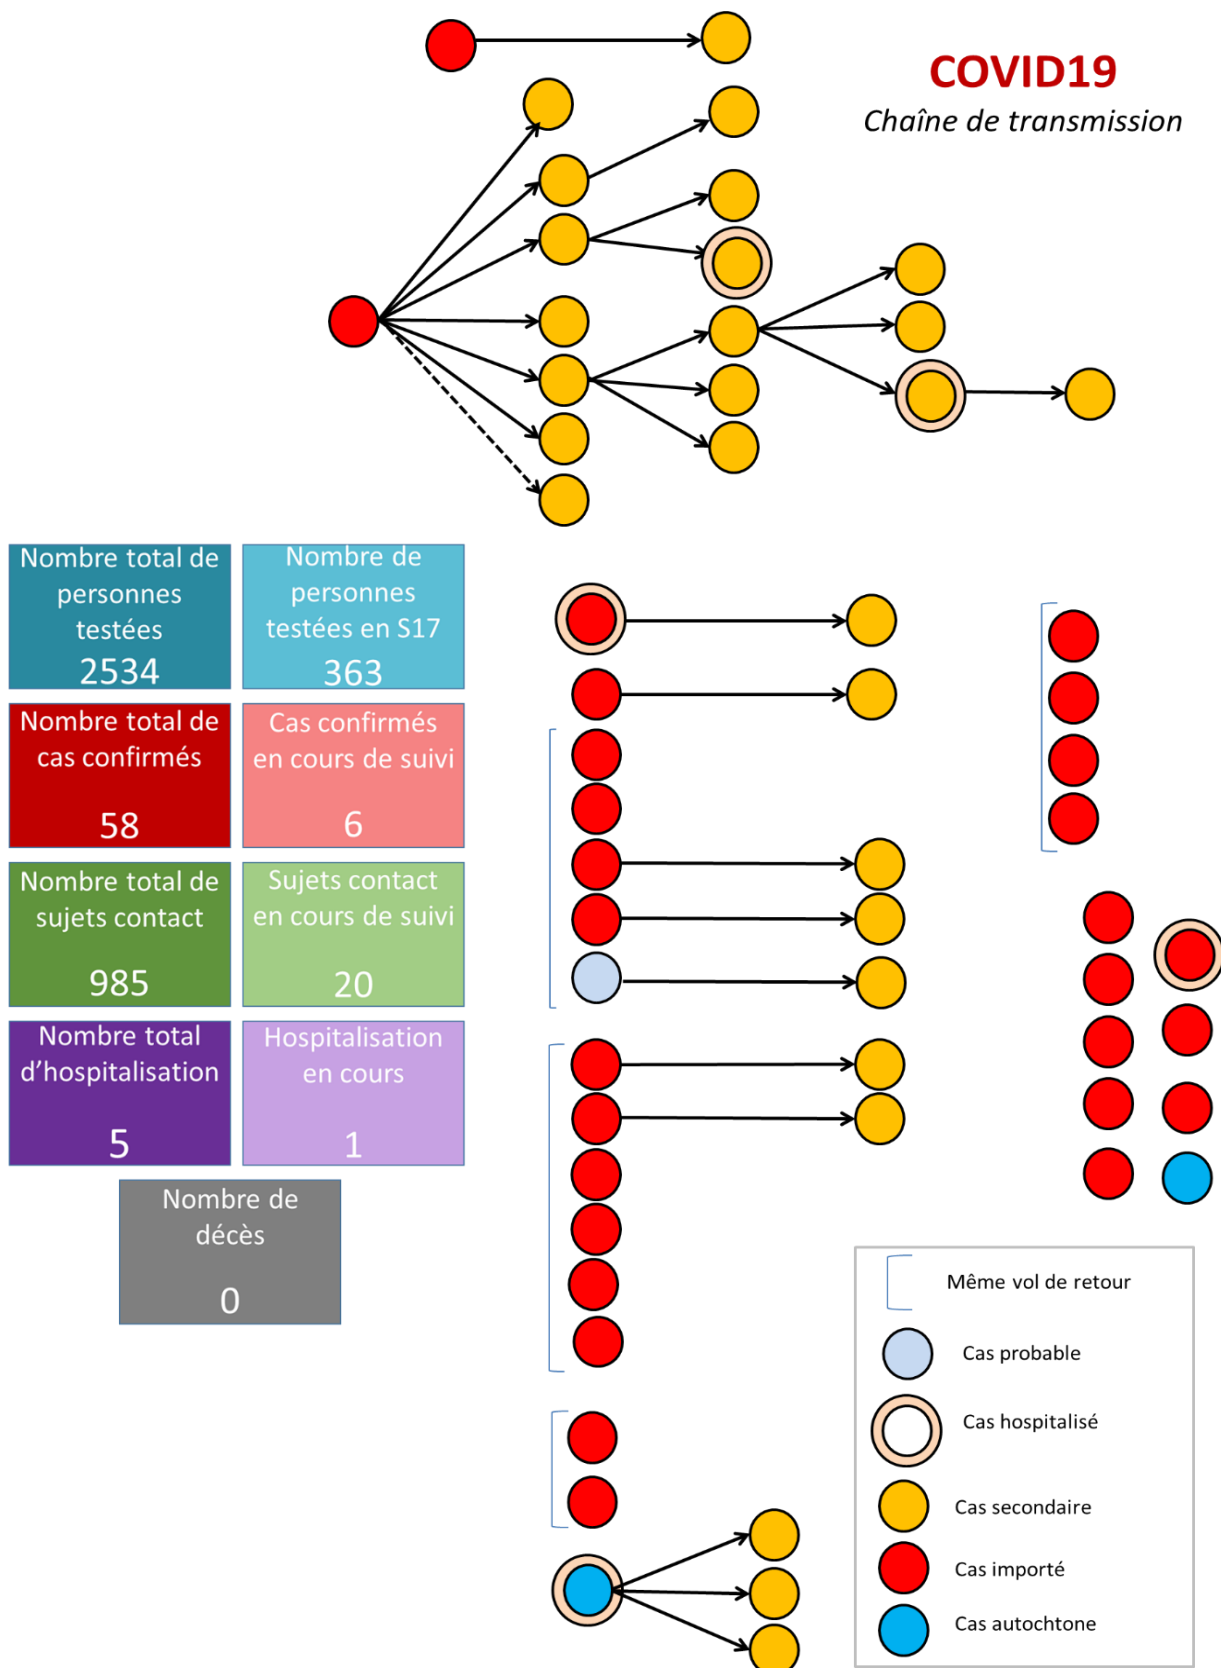 COVID19
Chaîne de transmission
Nombre total de
personnes
testées
2534
Nombre de
personnes
testées en S17
363
Nombre total de
cas confirmés
58
Cas confirmés
en cours de suivi
6
Nombre total de
sujets contact
985
Sujets contact
en cours de suivi
20
Nombre total
d'hospitalisation
5
Hospitalisation
en cours
1
Nombre de
décès
0
Même vol de retour
Cas probable
Cas hospitalisé
Cas secondaire
Cas importé
Cas autochtone